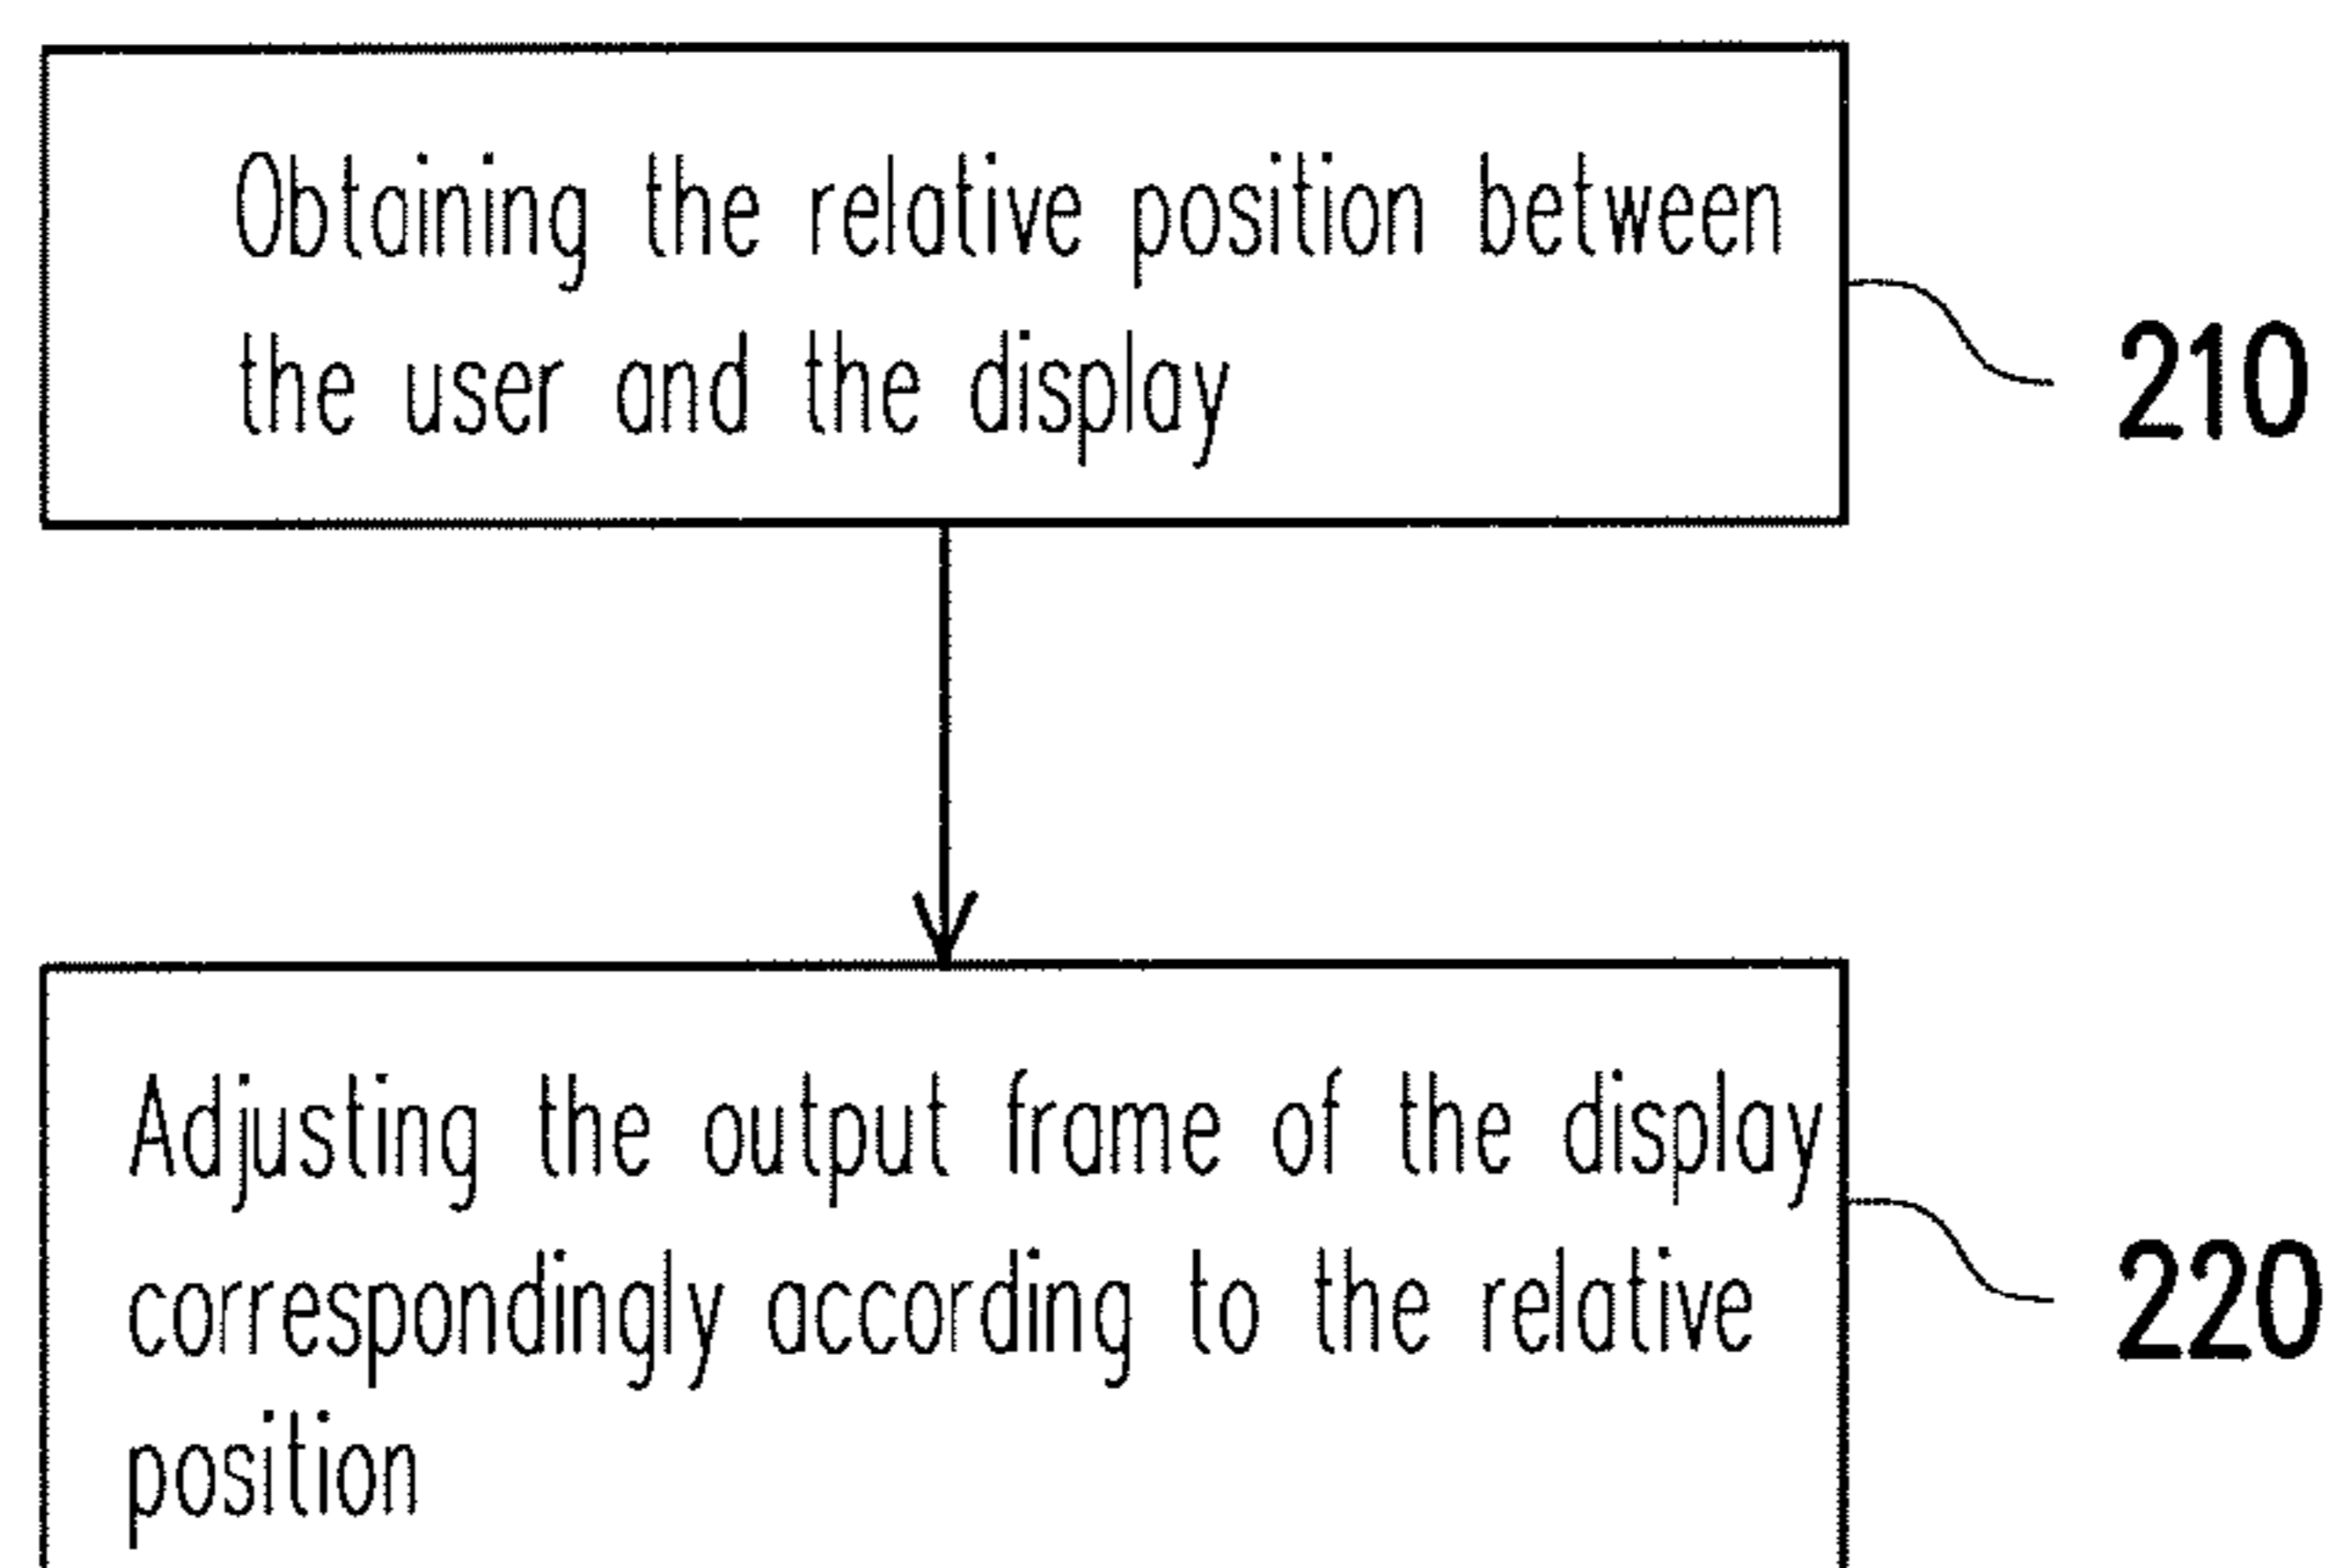 Obtaining the relative position between
the user and the display
210
Adjusting the output frame of the display
correspondingly according to the relative
position
220